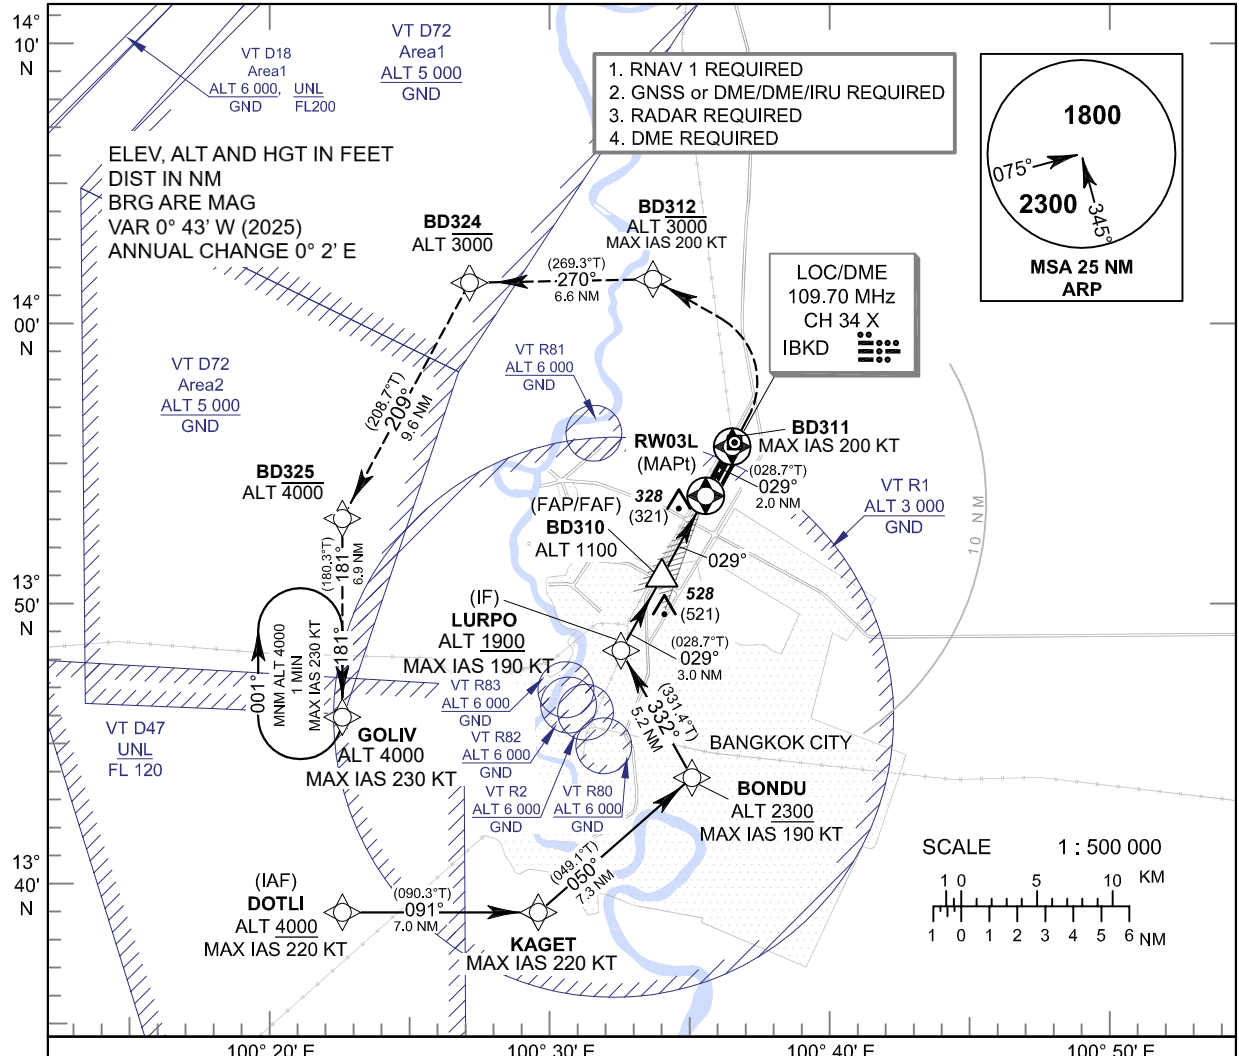 14°
10'
N
VT D18
Area1
ALT 6 000, UNL
GND FL200
VT D72
Area1
ALT 5 000
GND
1. RNAV 1 REQUIRED
2. GNSS or DME/DME/IRU REQUIRED
3. RADAR REQUIRED
4. DME REQUIRED
1800
075°
2300
345°
MSA 25 NM
ARP
ELEV, ALT AND HGT IN FEET
DIST IN NM
BRG ARE MAG
VAR 0° 43' W (2025)
ANNUAL CHANGE 0° 2' E
BD324
ALT 3000
BD312
ALT 3000
MAX IAS 200 KT
(269.3°T)
270°
6.6 NM
LOC/DME
109.70 MHz
CH 34 X
IBKD
14°
00'
N
VT D72
Area2
ALT 5 000
GND
VT R81
ALT 6 000
GND
(208.7°T)
209°
9.6 NM
BD311
MAX IAS 200 KT
RW03L
(MAPt)
(028.7°T)
029°
2.0 NM
BD325
ALT 4000
328
(321)
(FAP/FAF)
BD310
ALT 1100
VT R1
ALT 3 000
GND
10 NM
029°
(180.3°T)
181°
6.9 NM
13°
50'
N
528
(521)
(IF)
LURPO
ALT 1900
MAX IAS 190 KT
(028.7°T)
029°
3.0 NM
001°
MNM ALT 4000
1 MIN
MAX IAS 230 KT
181°
VT R83
ALT 6 000
GND
(331.4°T)
332°
5.2 NM
VT D47
UNL
FL 120
GOLIV
ALT 4000
MAX IAS 230 KT
VT R82
ALT 6 000
GND
BANGKOK CITY
VT R2
ALT 6 000
GND
VT R80
ALT 6 000
GND
BONDU
ALT 2300
MAX IAS 190 KT
SCALE 1 : 500 000
1 0 5 10 KM
1 0 1 2 3 4 5 6 NM
13°
40'
N
(IAF)
DOTLI
ALT 4000
MAX IAS 220 KT
(090.3°T)
091°
7.0 NM
(049.1°T)
050°
7.3 NM
KAGET
MAX IAS 220 KT
100° 20' E
100° 30' E
100° 40' E
100° 50' E